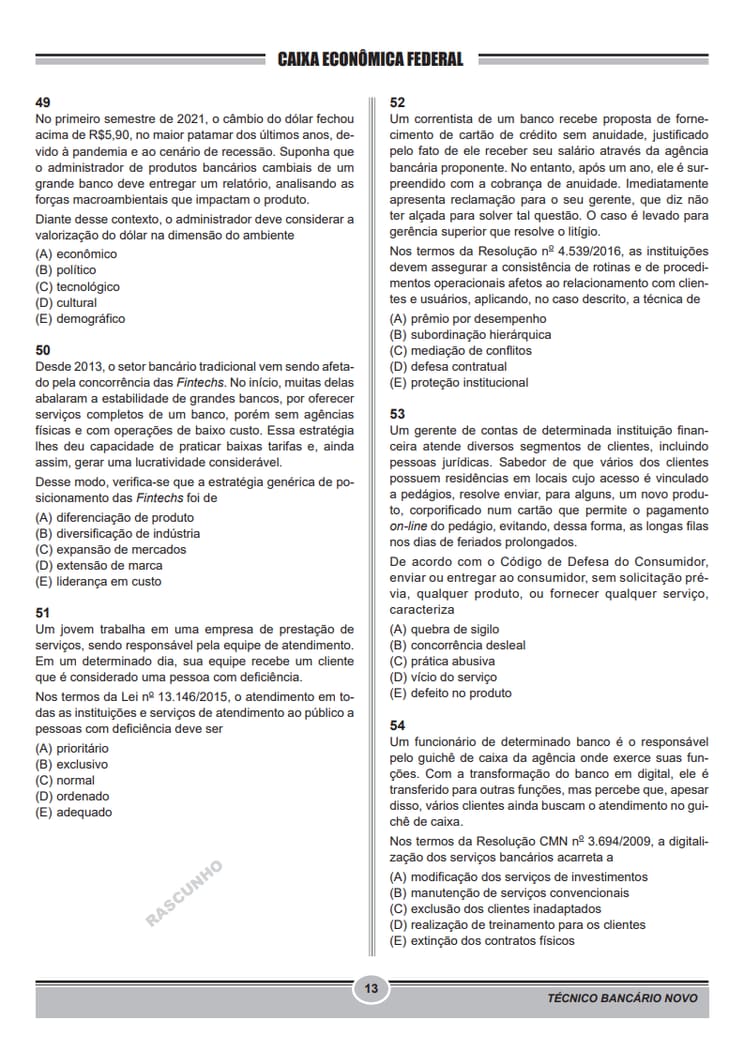 CAIXA ECONÔMICA FEDERAL
49
No primeiro semestre de 2021, o câmbio do dólar fechou
acima de R$5,90, no maior patamar dos últimos anos, de-
vido à pandemia e ao cenário de recessão. Suponha que
o administrador de produtos bancários cambiais de um
grande banco deve entregar um relatório, analisando as
forças macroambientais que impactam o produto.
Diante desse contexto, o administrador deve considerar a
valorização do dólar na dimensão do ambiente
(A) econômico
(B) político
(C) tecnológico
(D) cultural
(E) demográfico
50
Desde 2013, o setor bancário tradicional vem sendo afeta-
do pela concorrência das Fintechs. No início, muitas delas
abalaram a estabilidade de grandes bancos, por oferecer
serviços completos de um banco, porém sem agências
físicas e com operações de baixo custo. Essa estratégia
lhes deu capacidade de praticar baixas tarifas e, ainda
assim, gerar uma lucratividade considerável.
Desse modo, verifica-se que a estratégia genérica de po-
sicionamento das Fintechs foi de
(A) diferenciação de produto
(B) diversificação de indústria
(C) expansão de mercados
(D) extensão de marca
(E) liderança em custo
51
Um jovem trabalha em uma empresa de prestação de
serviços, sendo responsável pela equipe de atendimento.
Em um determinado dia, sua equipe recebe um cliente
que é considerado uma pessoa com deficiência.
Nos termos da Lei nº 13.146/2015, o atendimento em to-
das as instituições e serviços de atendimento ao público a
pessoas com deficiência deve ser
(A) prioritário
(B) exclusivo
(C) normal
(D) ordenado
(E) adequado
RASCUNHO
52
Um correntista de um banco recebe proposta de forne-
cimento de cartão de crédito sem anuidade, justificado
pelo fato de ele receber seu salário através da agência
bancária proponente. No entanto, após um ano, ele é sur-
preendido com a cobrança de anuidade. Imediatamente
apresenta reclamação para o seu gerente, que diz não
ter alçada para solver tal questão. O caso é levado para
gerência superior que resolve o litígio.
Nos termos da Resolução nº 4.539/2016, as instituições
devem assegurar a consistência de rotinas e de procedi-
mentos operacionais afetos ao relacionamento com clien-
tes e usuários, aplicando, no caso descrito, a técnica de
(A) prêmio por desempenho
(B) subordinação hierárquica
(C) mediação de conflitos
(D) defesa contratual
(E) proteção institucional
53
Um gerente de contas de determinada instituição finan-
ceira atende diversos segmentos de clientes, incluindo
pessoas jurídicas. Sabedor de que vários dos clientes
possuem residências em locais cujo acesso é vinculado
a pedágios, resolve enviar, para alguns, um novo produ-
to, corporificado num cartão que permite o pagamento
on-line do pedágio, evitando, dessa forma, as longas filas
nos dias de feriados prolongados.
De acordo com o Código de Defesa do Consumidor,
enviar ou entregar ao consumidor, sem solicitação pré-
via, qualquer produto, ou fornecer qualquer serviço,
caracteriza
(A) quebra de sigilo
(B) concorrência desleal
(C) prática abusiva
(D) vício do serviço
(E) defeito no produto
54
Um funcionário de determinado banco é o responsável
pelo guichê de caixa da agência onde exerce suas fun-
ções. Com a transformação do banco em digital, ele é
transferido para outras funções, mas percebe que, apesar
disso, vários clientes ainda buscam o atendimento no gui-
chê de caixa.
Nos termos da Resolução CMN nº 3.694/2009, a digitali-
zação dos serviços bancários acarreta a
(A) modificação dos serviços de investimentos
(B) manutenção de serviços convencionais
(C) exclusão dos clientes inadaptados
(D) realização de treinamento para os clientes
(E) extinção dos contratos físicos
13
TÉCNICO BANCÁRIO NOVO